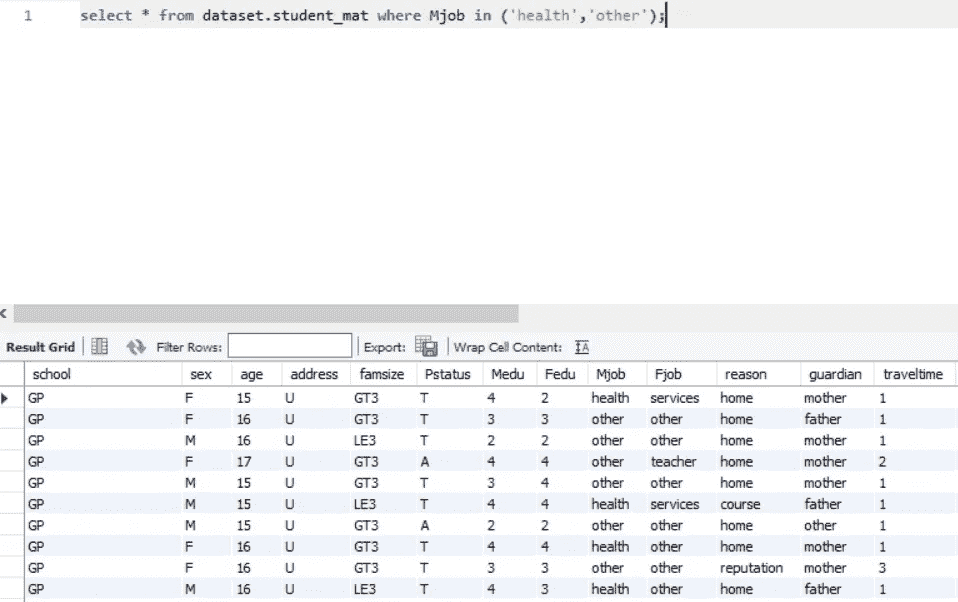 1 select * from dataset.student_mat where Mjob in ('health','other');
Result Grid Filter Rows: Export: Wrap Cell Content: IA
school sex age address famsize Pstatus Medu Fedu Mjob Fjob reason guardian traveltime
GP F 15 U GT3 T 4 2 health services home mother 1
GP F 16 U GT3 T 3 3 other other home father 1
GP M 16 U LE3 T 2 2 other other home mother 1
GP F 17 U GT3 A 4 4 other teacher home mother 2
GP M 15 U GT3 T 3 4 other other home mother 1
GP M 15 U LE3 T 4 4 health services course father 1
GP M 15 U GT3 A 2 2 other other home other 1
GP F 16 U GT3 T 4 4 health other home mother 1
GP F 16 U GT3 T 3 3 other other reputation mother 3
GP M 16 U LE3 T 4 3 health other home father 1